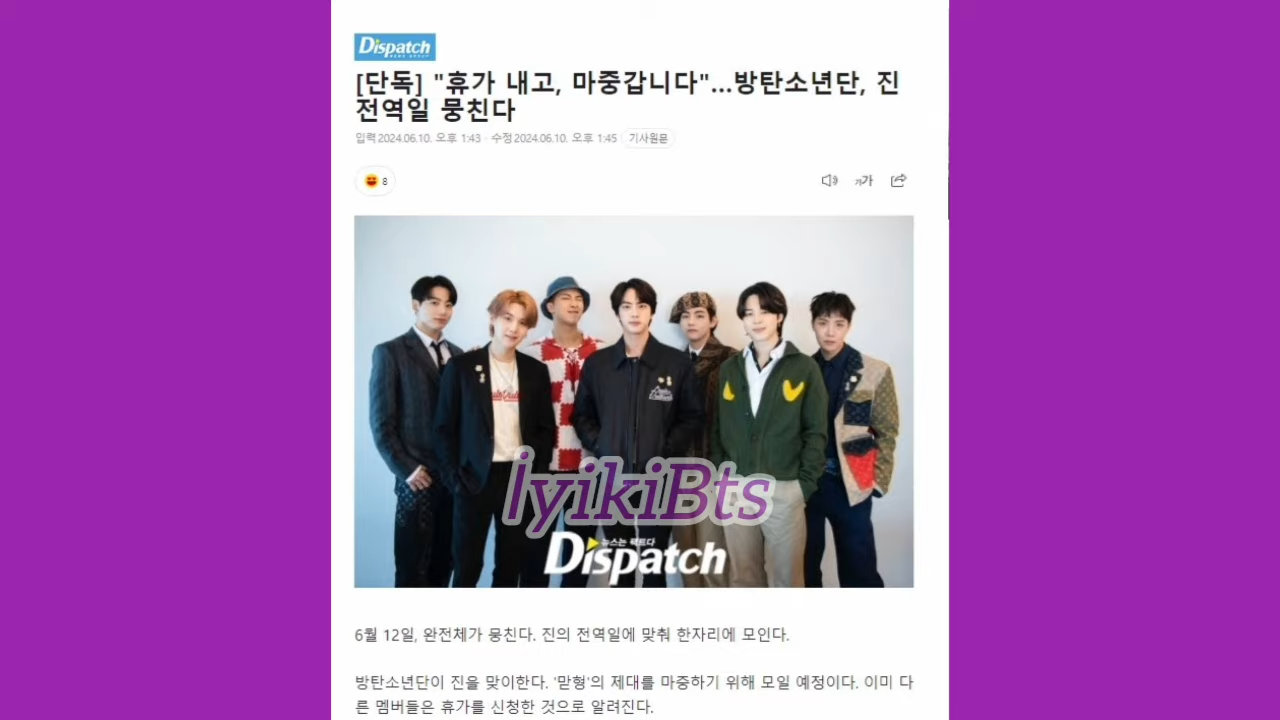 Dispatch
NEWS GROUP
[단독] "휴가 내고, 마중갑니다"...방탄소년단, 진
전역일 뭉친다
입력 2024.06.10. 오후 1:43 · 수정 2024.06.10. 오후 1:45 기사원문
8
가가
İyikiBts
뉴스는 팩트다
Dispatch
6월 12일, 완전체가 뭉친다. 진의 전역일에 맞춰 한자리에 모인다.
방탄소년단이 진을 맞이한다. '맏형'의 제대를 마중하기 위해 모일 예정이다. 이미 다
른 멤버들은 휴가를 신청한 것으로 알려진다.